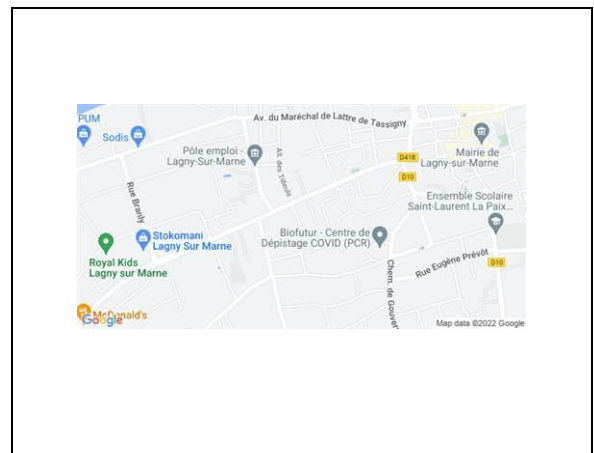 PUM
Sodis
Av. du Maréchal de Lattre de Tassigny
Pôle emploi -
Lagny-Sur-Marne
All. des Tilleuls
Mairie de
Lagny-sur-Marne
D418
D10
Rue Branly
Ensemble Scolaire
Saint-Laurent La Paix...
Stokomani
Lagny Sur Marne
Biofutur - Centre de
Dépistage COVID (PCR)
Royal Kids
Lagny sur Marne
Rue Eugène Prévôt
D10
Chem. de Gouver
McDonald's
Google
Map data ©2022 Google